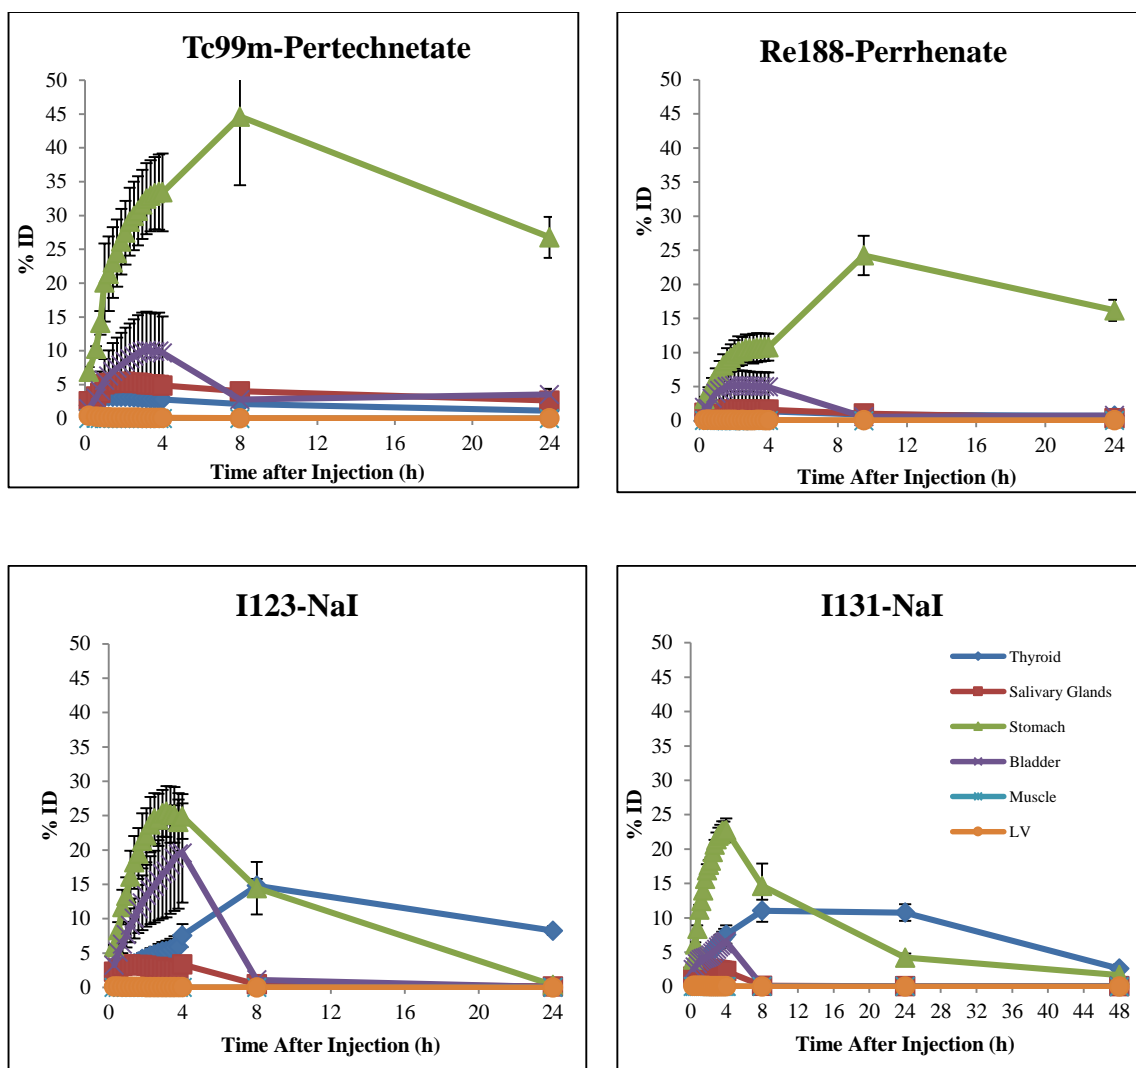 Tc99m-Pertechnetate
50
45
40
35
30
25
20
15
10
5
0
% ID
0 4 8 12 16 20 24
Time after Injection (h)
Re188-Perrhenate
50
45
40
35
30
25
20
15
10
5
0
% ID
0 4 8 12 16 20 24
Time After Injection (h)
I123-NaI
50
45
40
35
30
25
20
15
10
5
0
% ID
0 4 8 12 16 20 24
Time After Injection (h)
I131-NaI
50
45
40
35
30
25
20
15
10
5
0
% ID
0 4 8 12 16 20 24 28 32 36 40 44 48
Time After Injection (h)
Thyroid
Salivary Glands
Stomach
Bladder
Muscle
LV